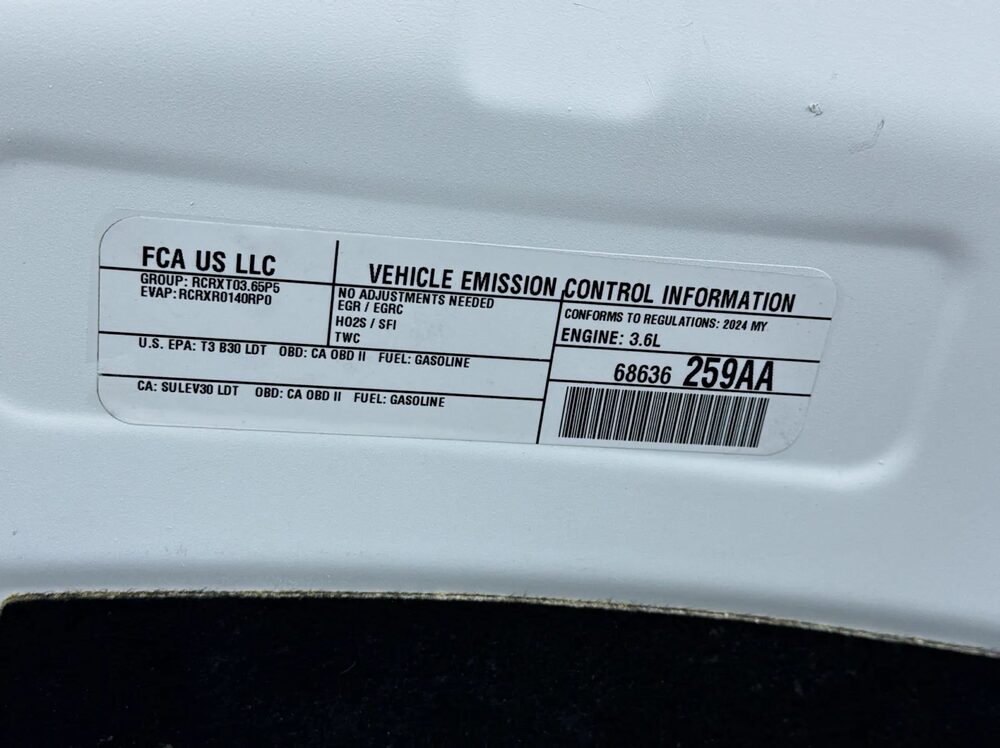 FCA US LLC
GROUP: RCRXT03.65P5
EVAP: RCRXR0140RP0
VEHICLE EMISSION CONTROL INFORMATION
NO ADJUSTMENTS NEEDED
EGR / EGRC
HO2S / SFI
TWC
CONFORMS TO REGULATIONS: 2024 MY
ENGINE: 3.6L
U.S. EPA: T3 B30 LDT OBD: CA OBD II FUEL: GASOLINE
68636 259AA
CA: SULEV30 LDT OBD: CA OBD II FUEL: GASOLINE